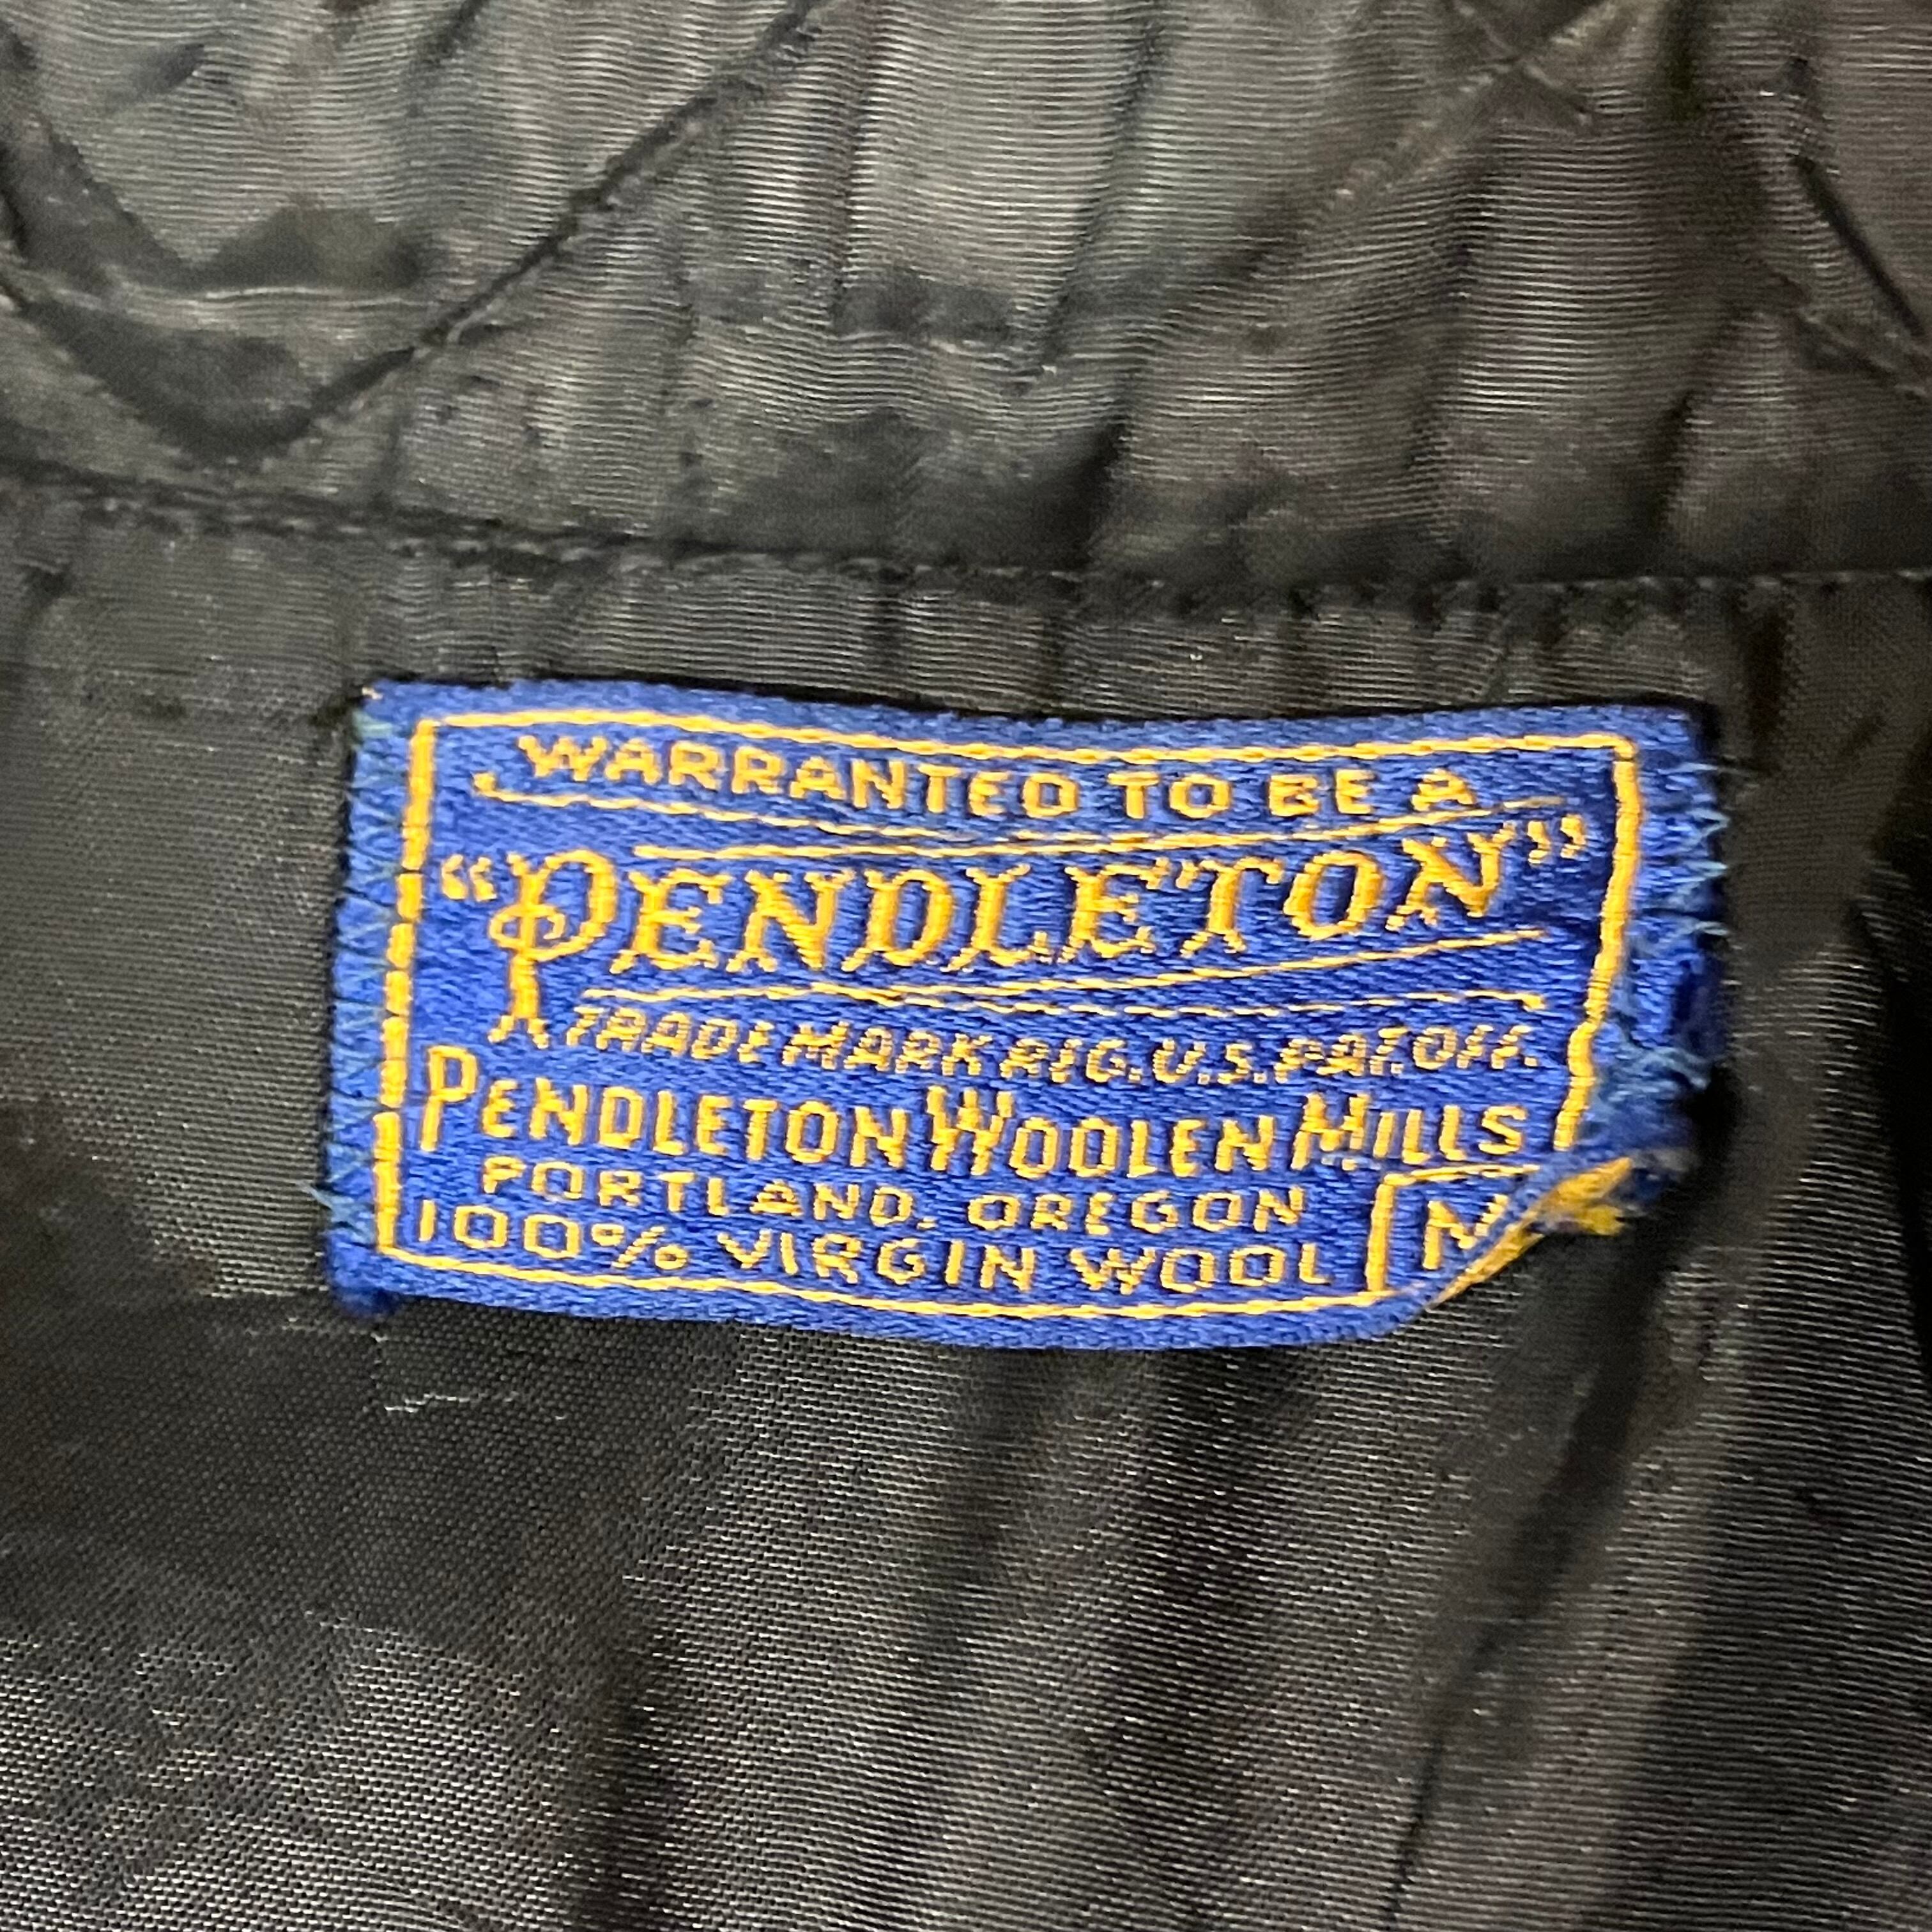 WARRANTED TO BE A
"PENDLETON"
TRADE MARK REG. U.S. PAT. OFF.
PENDLETON WOOLEN MILLS
PORTLAND, OREGON
100% VIRGIN WOOL M